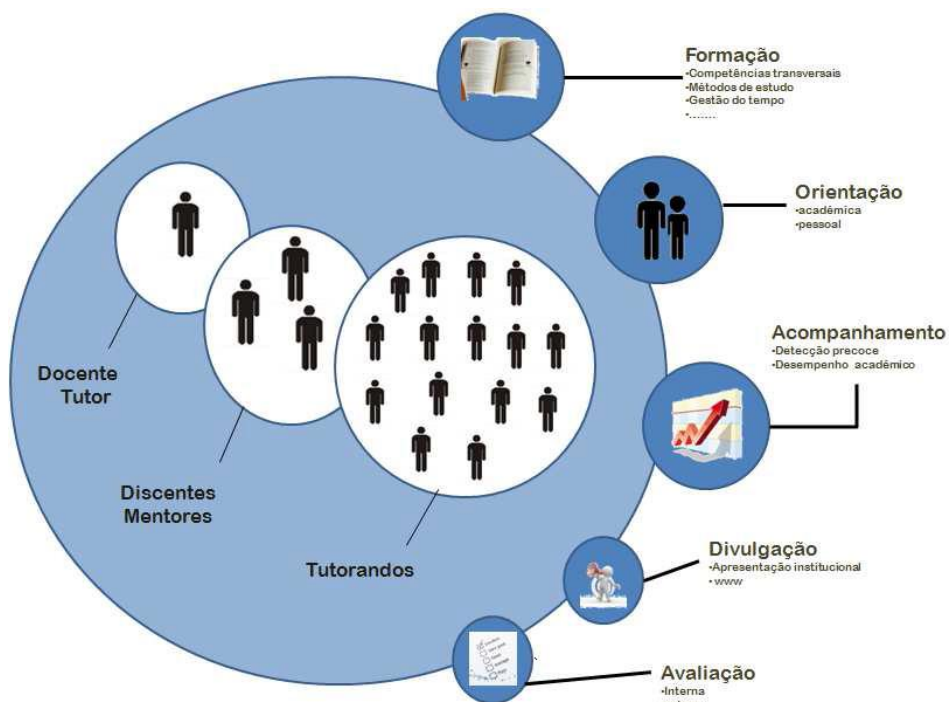 Formação
•Competências transversais
•Métodos de estudo
•Gestão do tempo
•.......
Orientação
•acadêmica
•pessoal
Acompanhamento
•Detecção precoce
•Desempenho académico
Docente
Tutor
Discentes
Mentores
Tutorandos
Divulgação
•Apresentação institucional
• www
Avaliação
•Interna